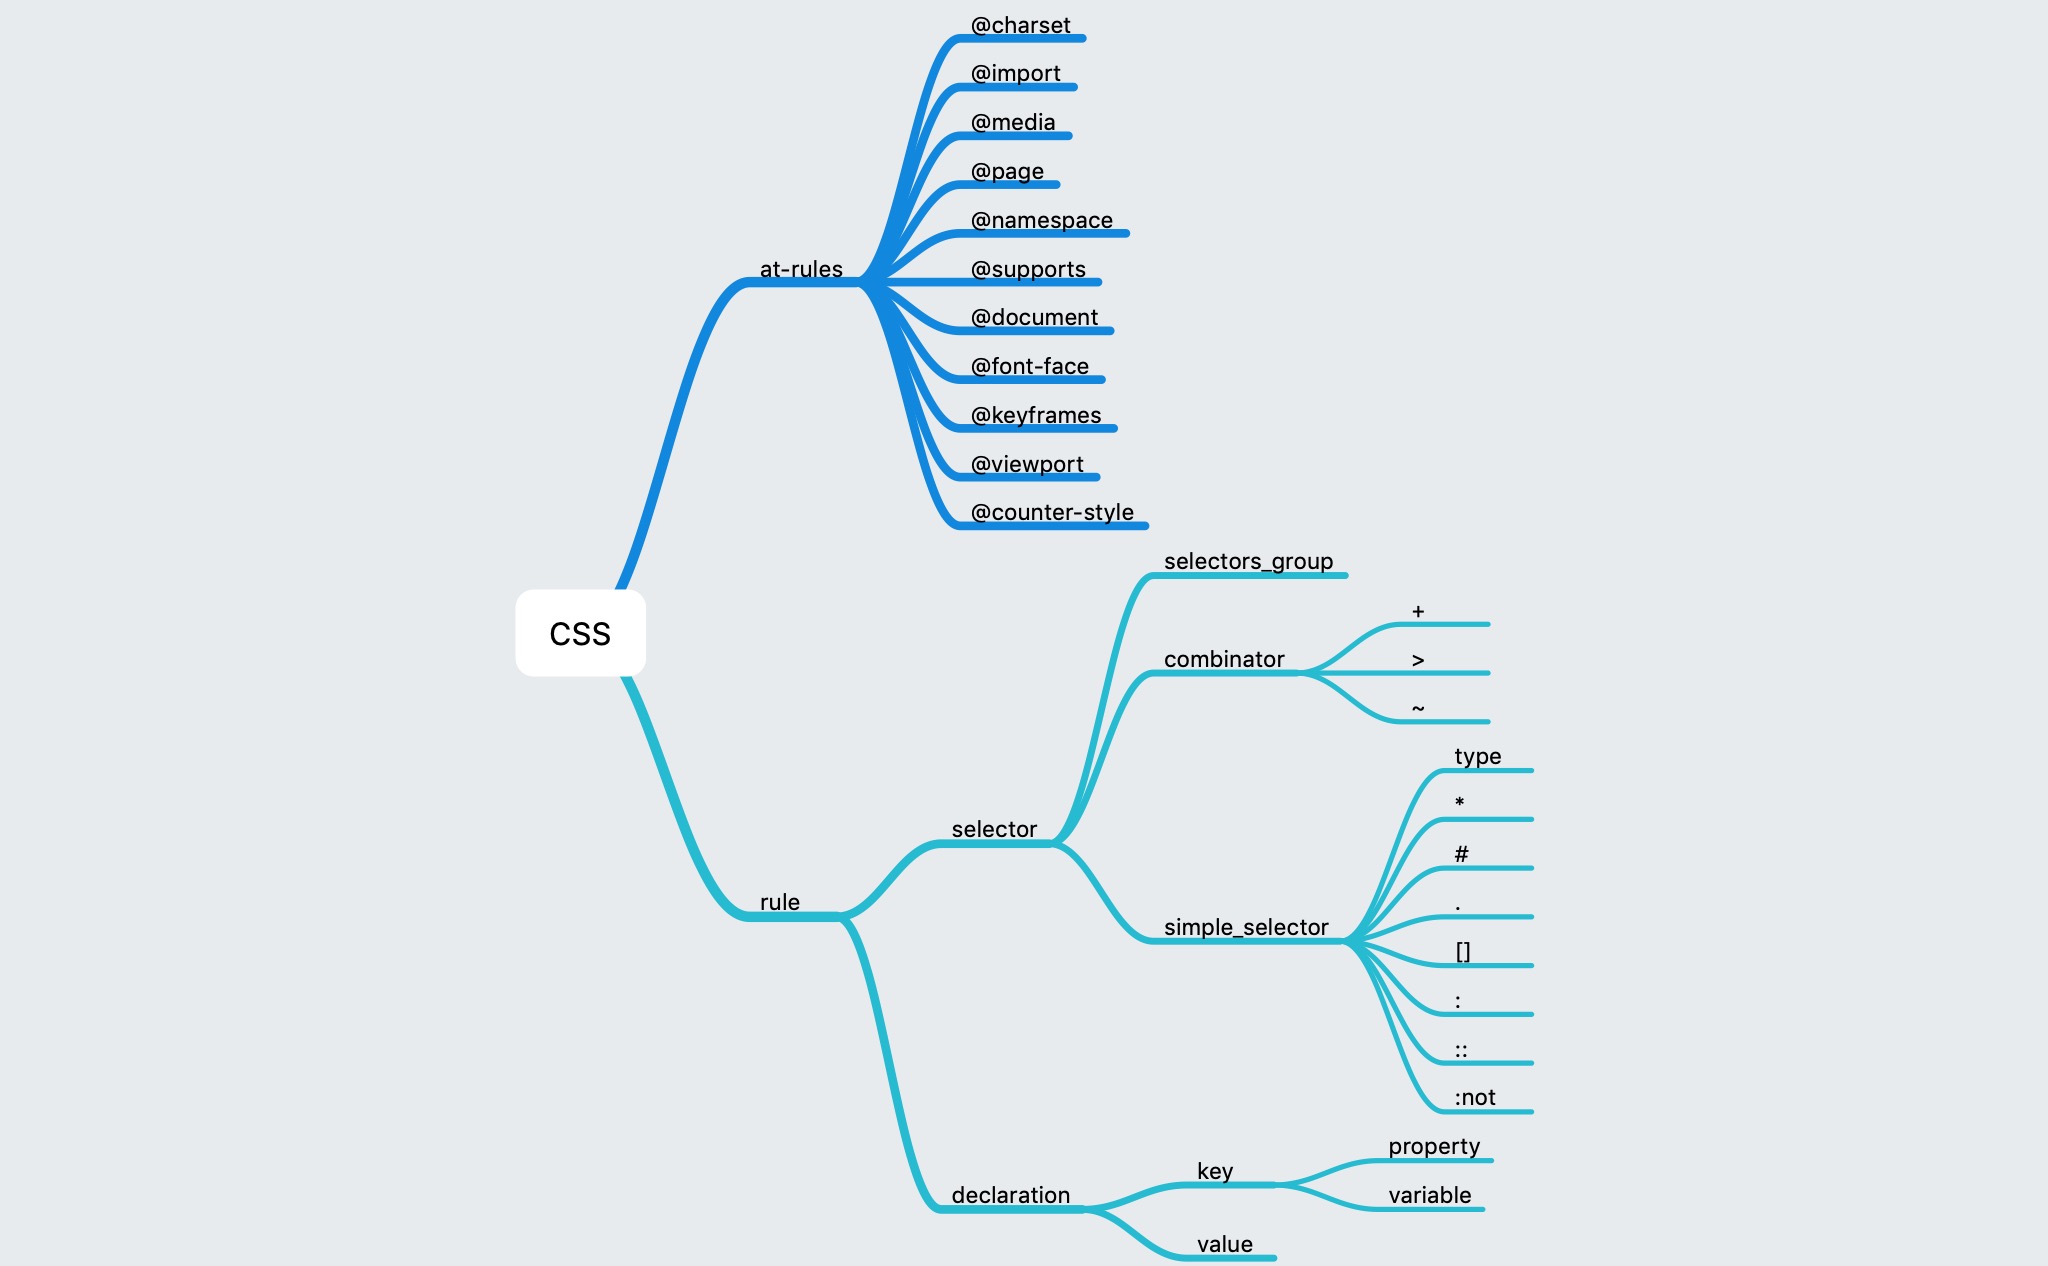 CSS
at-rules
@charset
@import
@media
@page
@namespace
@supports
@document
@font-face
@keyframes
@viewport
@counter-style
rule
selector
selectors_group
combinator
+
>
~
simple_selector
type
*
#
.
[]
:
::
:not
declaration
key
property
variable
value